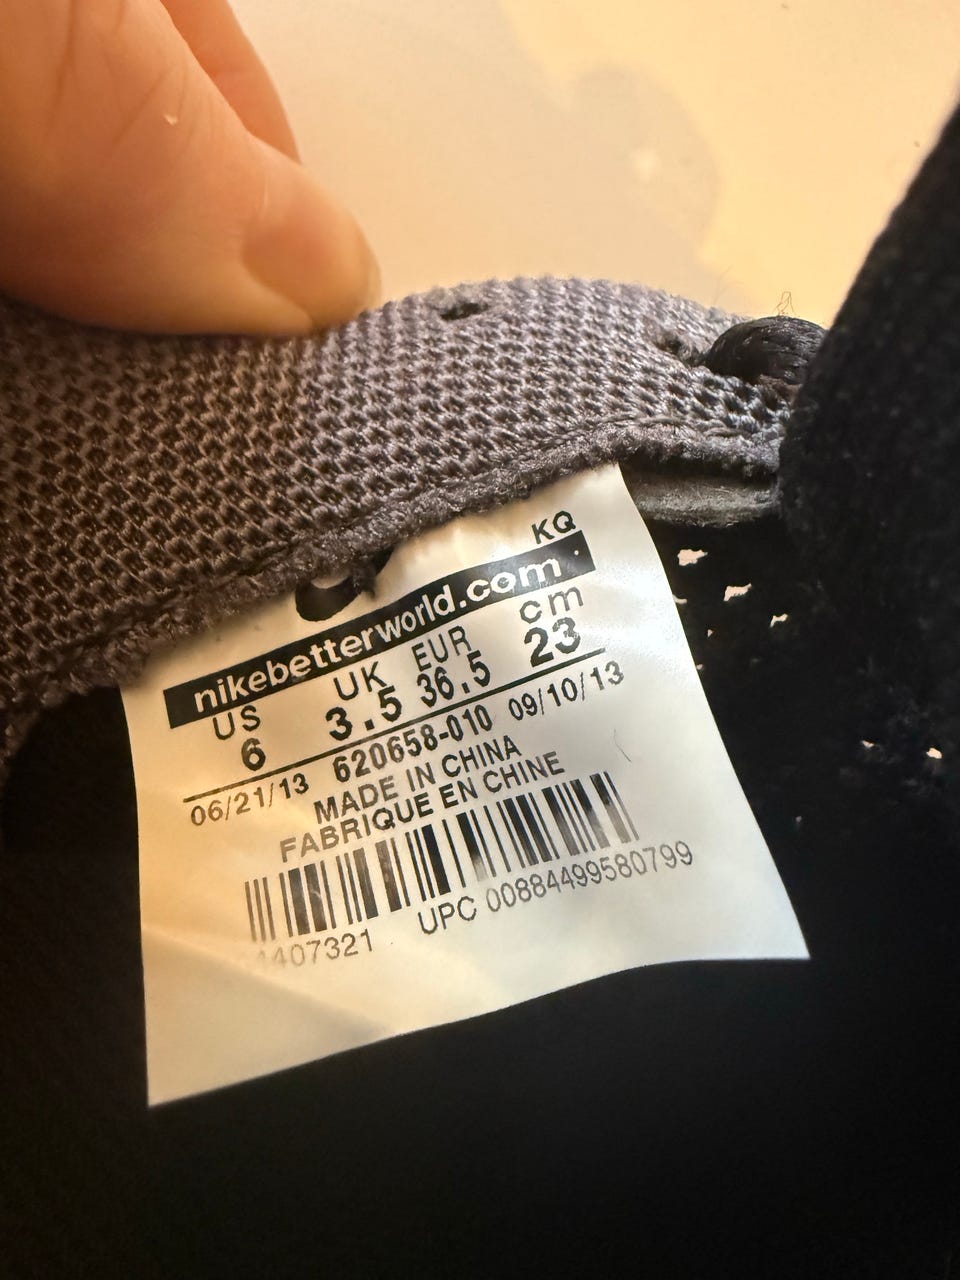 KQ
nikebetterworld.com
US UK EUR cm
6 3.5 36.5 23
06/21/13 620658-010 09/10/13
MADE IN CHINA
FABRIQUE EN CHINE
407321 UPC 00884499580799